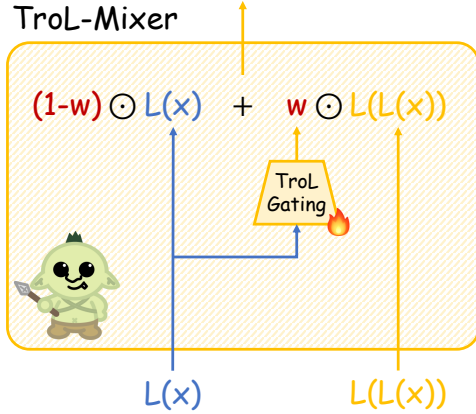 TroL-Mixer
(1-w) ⊙ L(x) + w ⊙ L(L(x))
TroL
Gating
L(x) L(L(x))